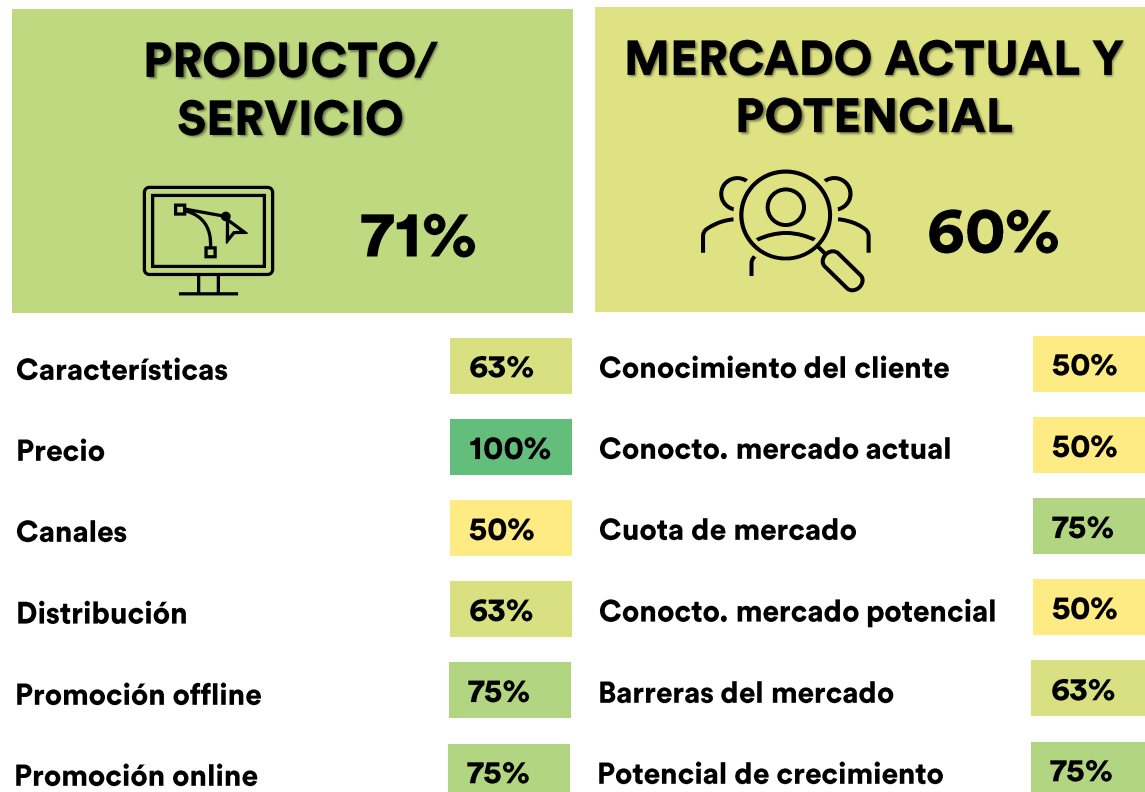 PRODUCTO/
SERVICIO
71%
Características 63%
Precio 100%
Canales 50%
Distribución 63%
Promoción offline 75%
Promoción online 75%
MERCADO ACTUAL Y
POTENCIAL
60%
Conocimiento del cliente 50%
Conocto. mercado actual 50%
Cuota de mercado 75%
Conocto. mercado potencial 50%
Barreras del mercado 63%
Potencial de crecimiento 75%